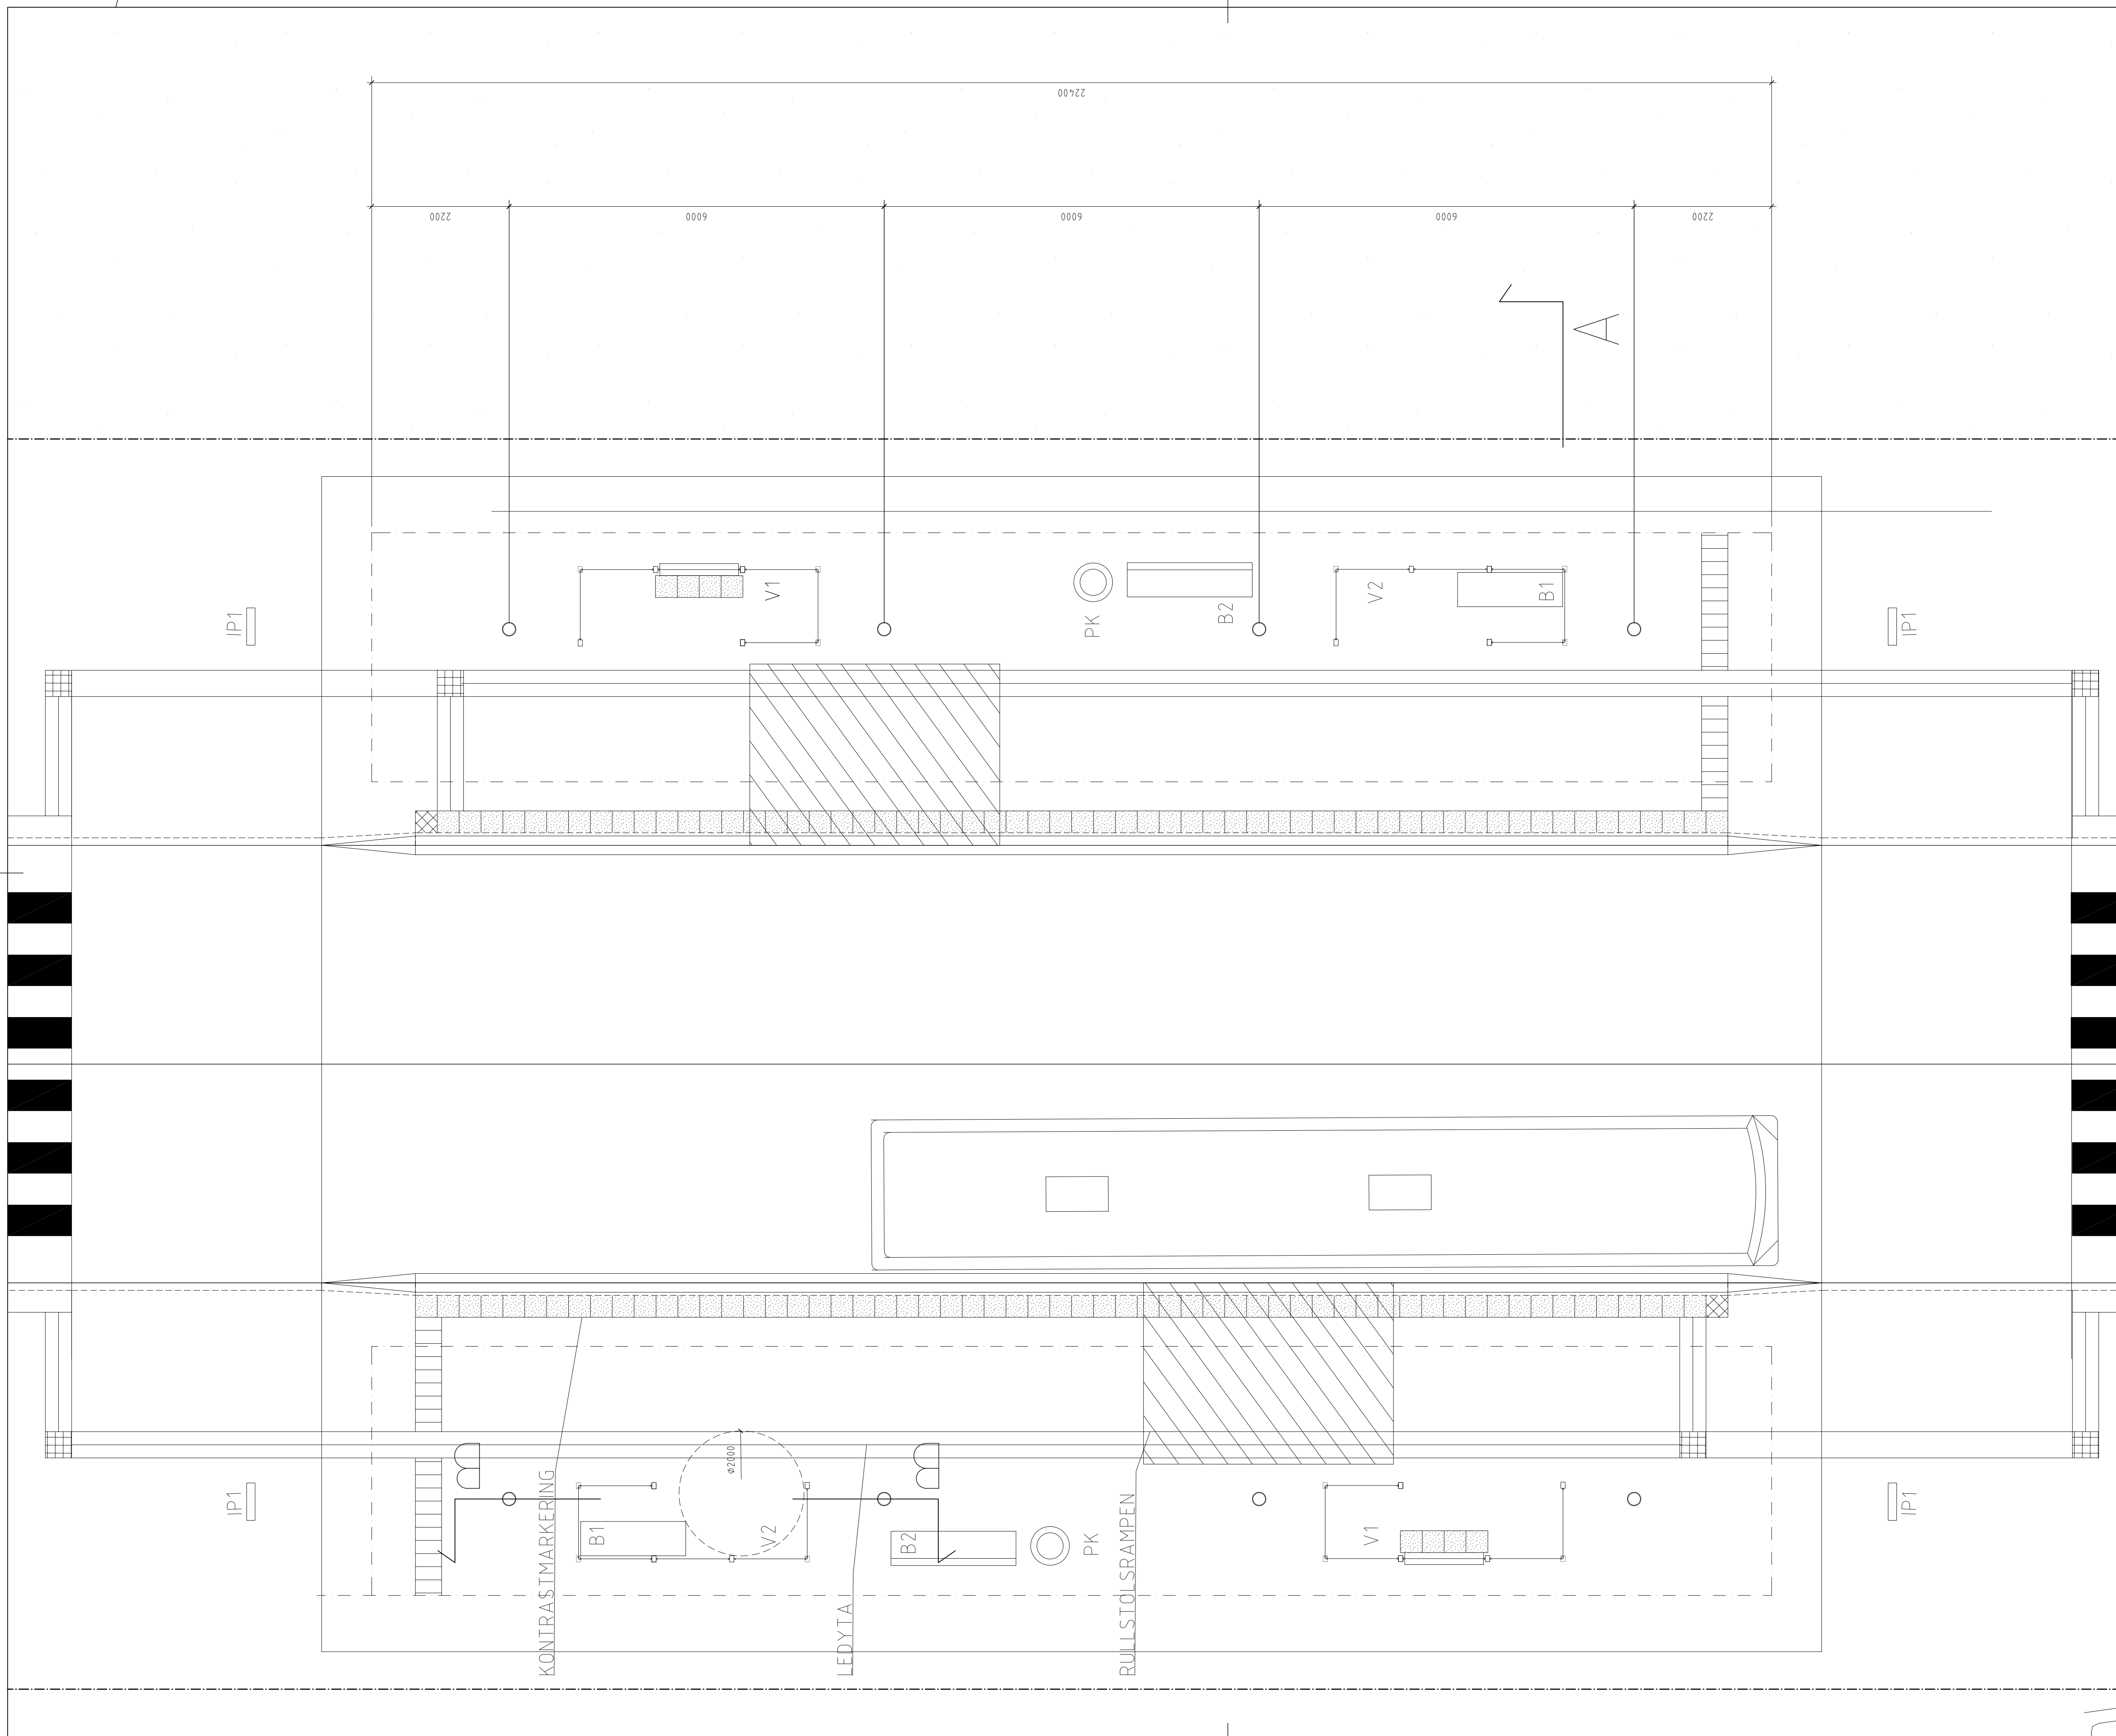 22400
2200
6000
6000
6000
2200
A
V1
PK
B2
V2
B1
IP1
IP1
B
B
Φ2000
IP1
B1
V2
B2
PK
V1
IP1
KONTRASTMARKERING
LEDYTA
RULLSTOLSRAMPEN